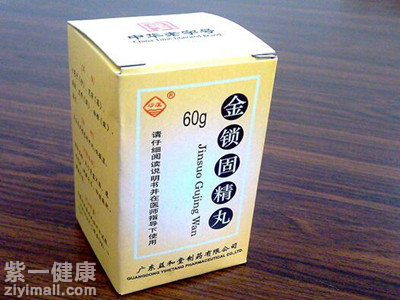 中华老字号
China Time-honored Brand
60g
金锁固精丸
Jinsuo Gujing Wan
请仔细阅读说明书并在医师指导下使用
广东益和堂制药有限公司
GUANGDONG YIHETANG PHARMACEUTICAL CO.,LTD.
紫一健康
ziyimall.com